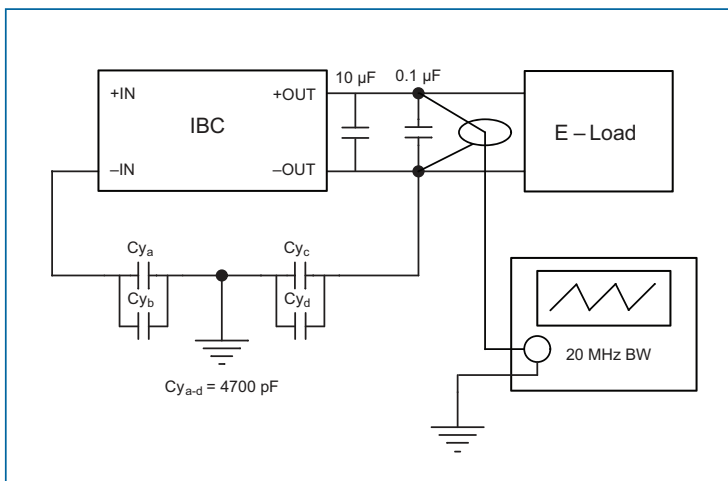 10 µF
0.1 µF
+IN
+OUT
IBC
E – Load
–IN
–OUT
Cya
Cyc
Cyb
Cyd
20 MHz BW
Cya-d = 4700 pF